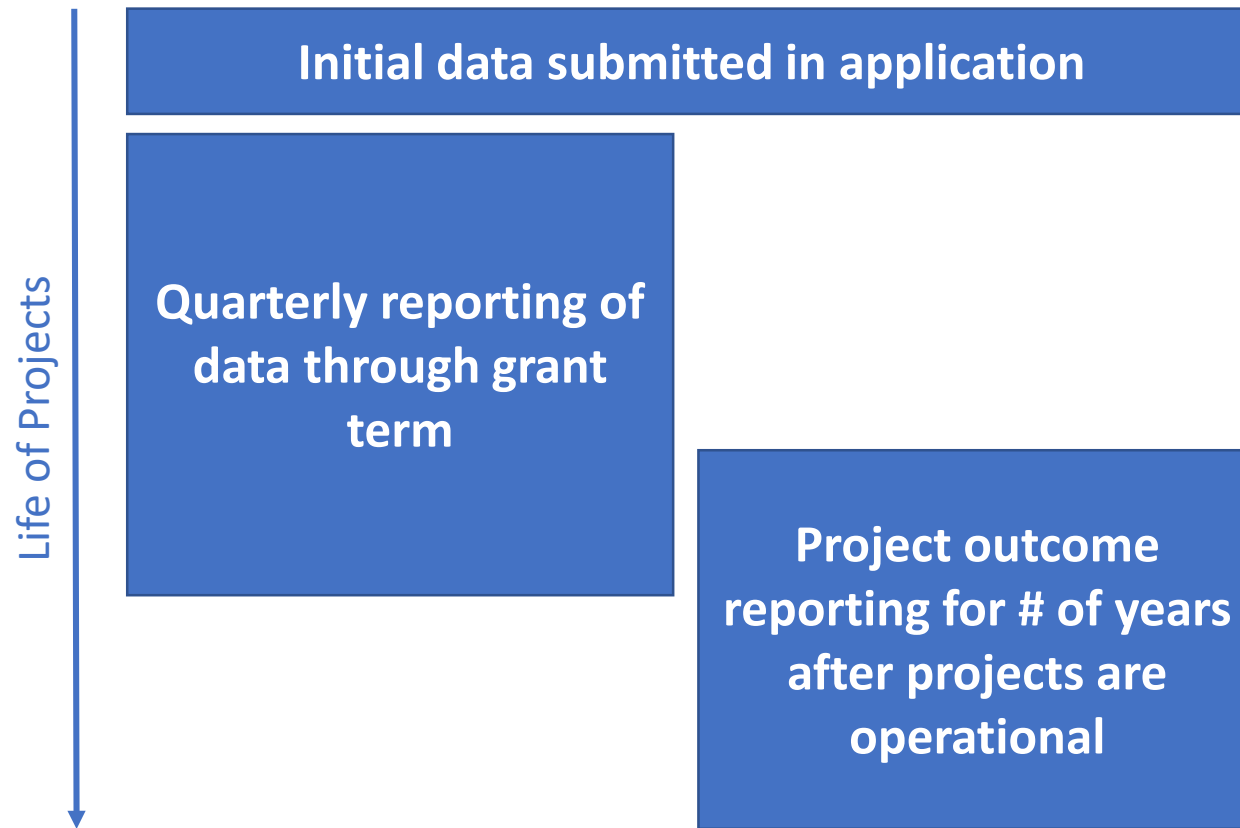 Initial data submitted in application
Life of Projects
Quarterly reporting of
data through grant
term
Project outcome
reporting for # of years
after projects are
operational